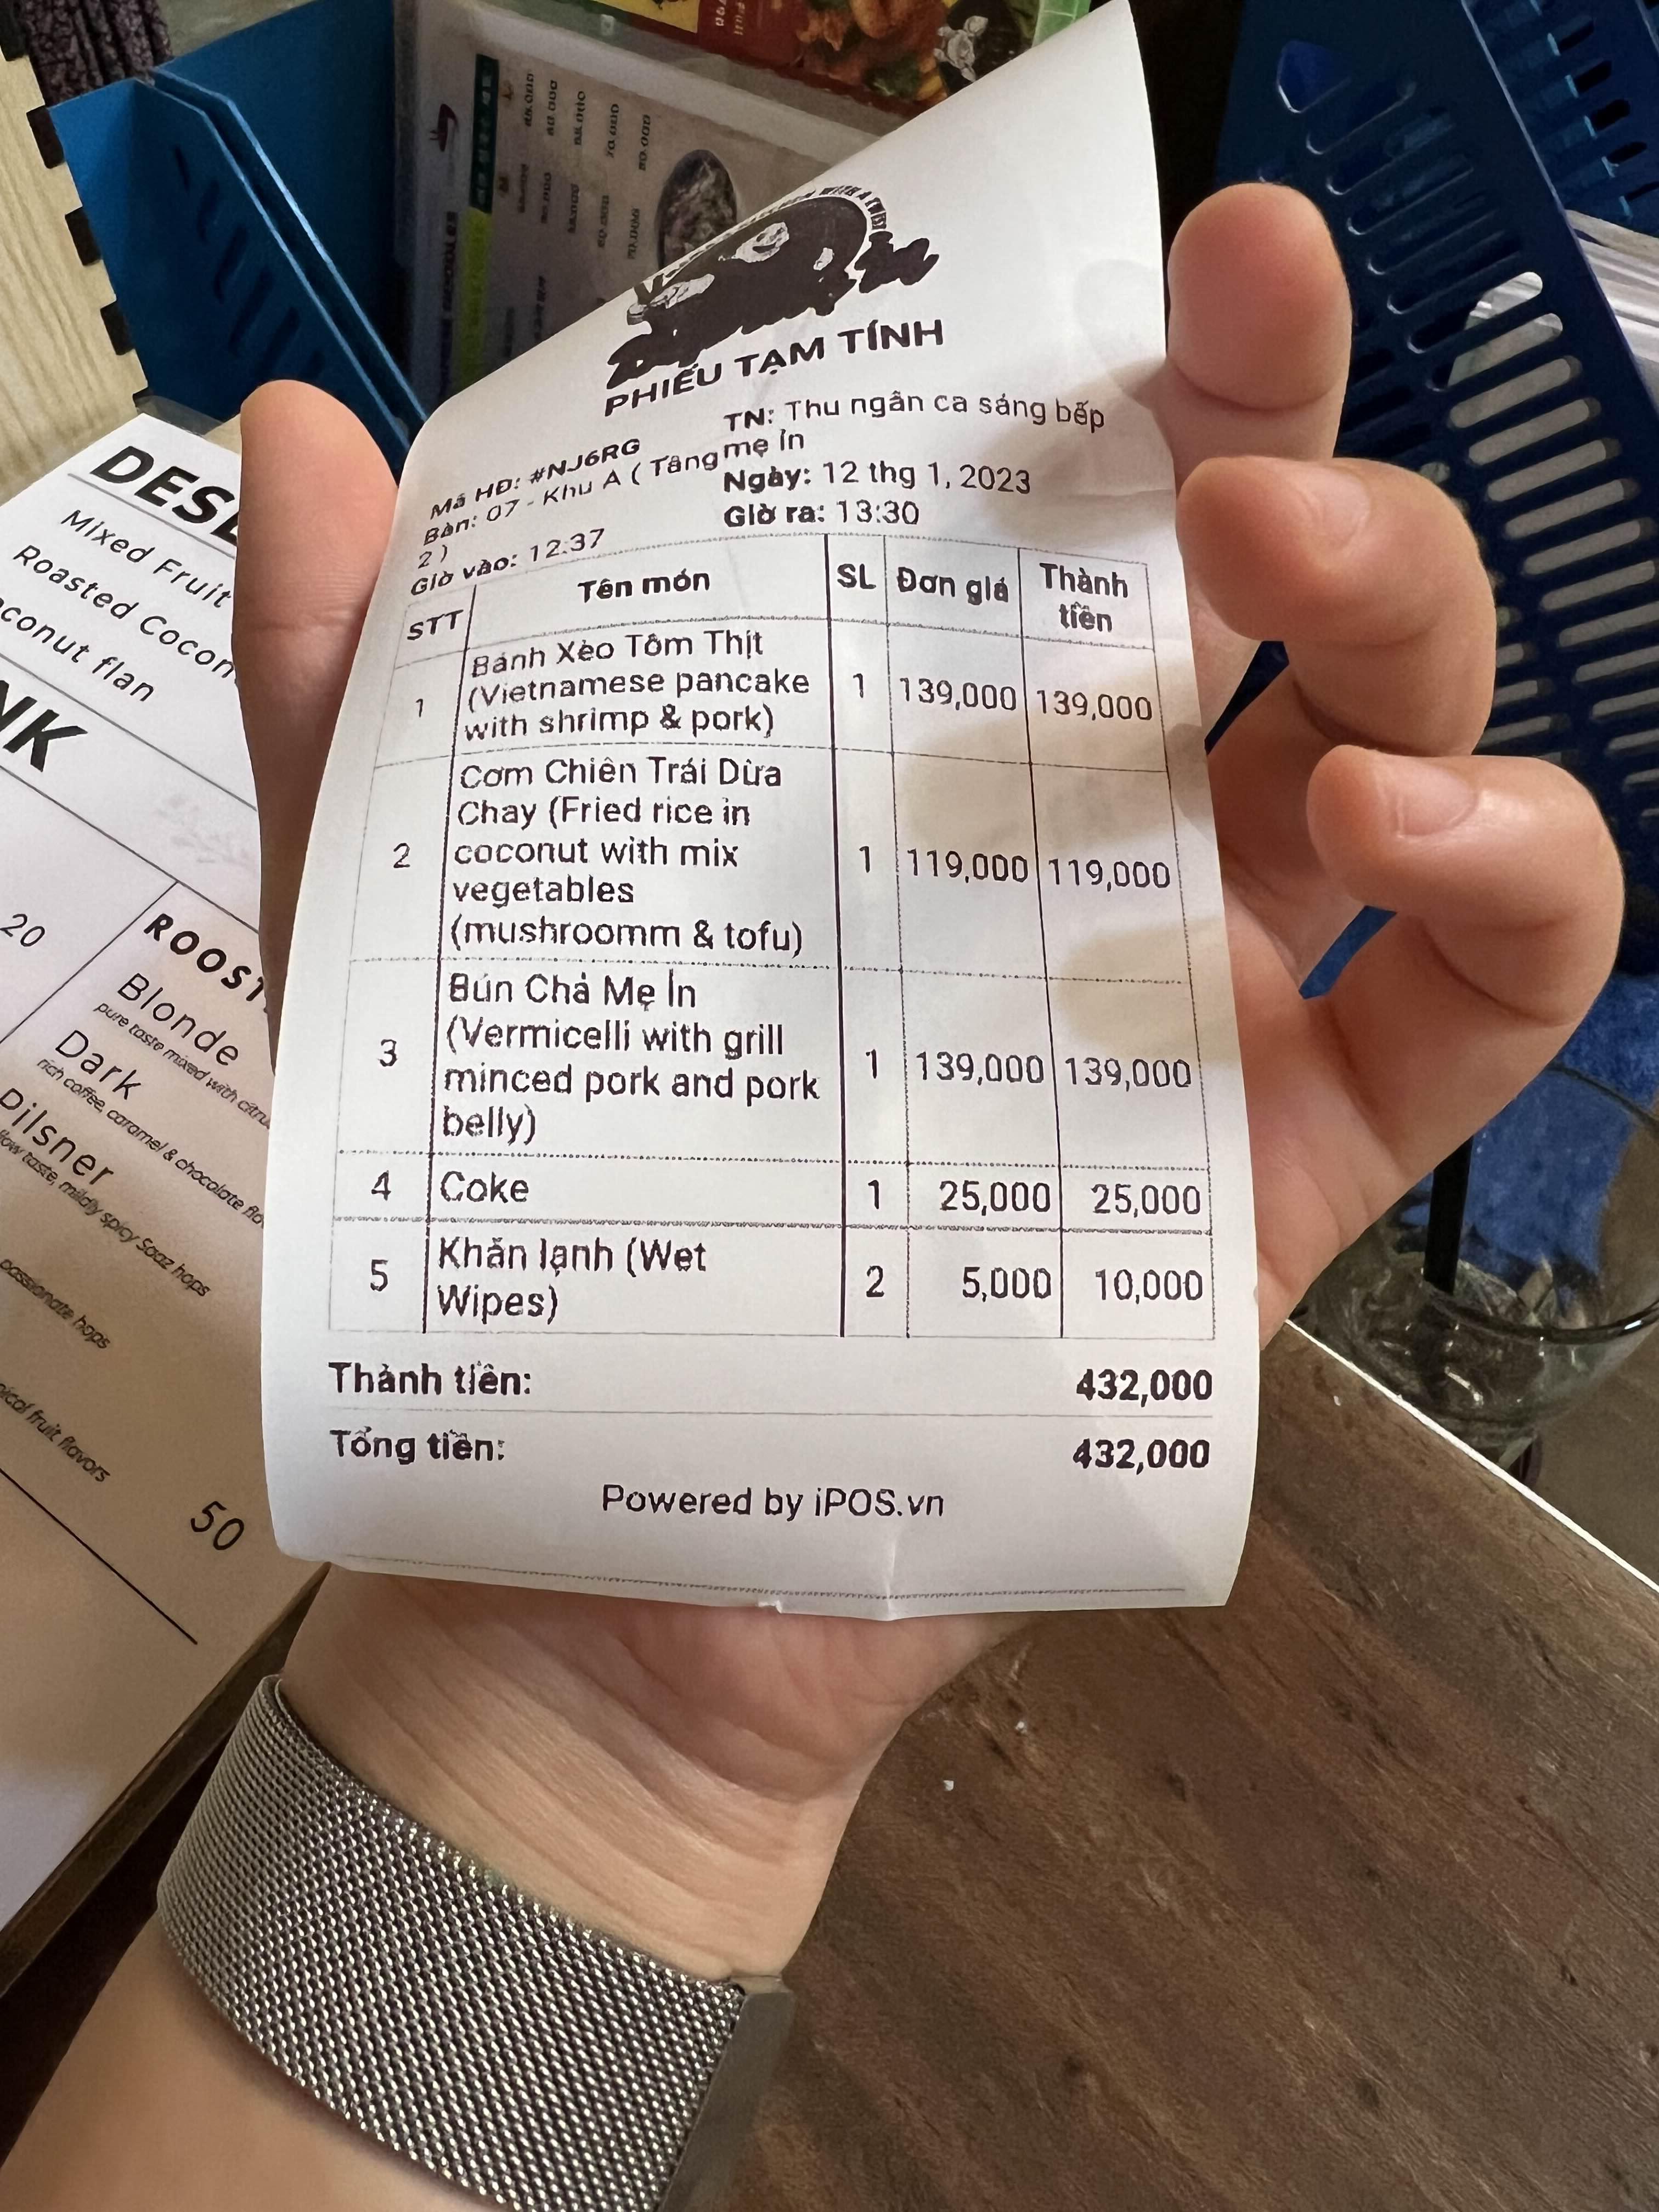 WITH A TWIST
PHIẾU TẠM TÍNH
Mã HĐ: #NJ6RG
Bàn: 07 - Khu A ( Tầng
2 )
Giờ vào: 12:37
TN: Thu ngân ca sáng bếp
mẹ ỉn
Ngày: 12 thg 1, 2023
Giờ ra: 13:30
STT Tên món SL Đơn giá Thành
tiền
Bánh Xèo Tôm Thịt
1 (Vietnamese pancake 1 139,000 139,000
with shrimp & pork)
Cơm Chiên Trái Dừa
Chay (Fried rice in
2 coconut with mix 1 119,000 119,000
vegetables
(mushroomm & tofu)
Bún Chả Mẹ Ỉn
3 (Vermicelli with grill 1 139,000 139,000
minced pork and pork
belly)
4 Coke 1 25,000 25,000
5 Khăn lạnh (Wet 2 5,000 10,000
Wipes)
Thành tiền: 432,000
Tổng tiền: 432,000
Powered by iPOS.vn
Mixed Fruit
Roasted Cocon
conut flan
NK
20
ROOST
Blonde
pure taste mixed with citru
Dark
rich coffee, caramel & chocolate flo
Pilsner
low taste, mildly spicy Saaz hops
passionate hops
ical fruit flavors
50